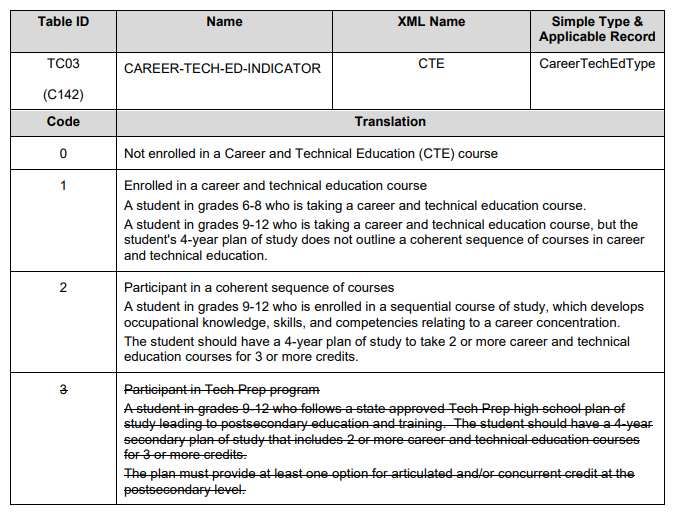 Table ID Name XML Name Simple Type &
Applicable Record
TC03 CAREER-TECH-ED-INDICATOR CTE CareerTechEdType
(C142)
Code Translation
0 Not enrolled in a Career and Technical Education (CTE) course
1 Enrolled in a career and technical education course
A student in grades 6-8 who is taking a career and technical education course.
A student in grades 9-12 who is taking a career and technical education course, but the
student's 4-year plan of study does not outline a coherent sequence of courses in career
and technical education.
2 Participant in a coherent sequence of courses
A student in grades 9-12 who is enrolled in a sequential course of study, which develops
occupational knowledge, skills, and competencies relating to a career concentration.
The student should have a 4-year plan of study to take 2 or more career and technical
education courses for 3 or more credits.
3 Participant in Tech Prep program
A student in grades 9-12 who follows a state approved Tech Prep high school plan of
study leading to postsecondary education and training. The student should have a 4-year
secondary plan of study that includes 2 or more career and technical education courses
for 3 or more credits.
The plan must provide at least one option for articulated and/or concurrent credit at the
postsecondary level.